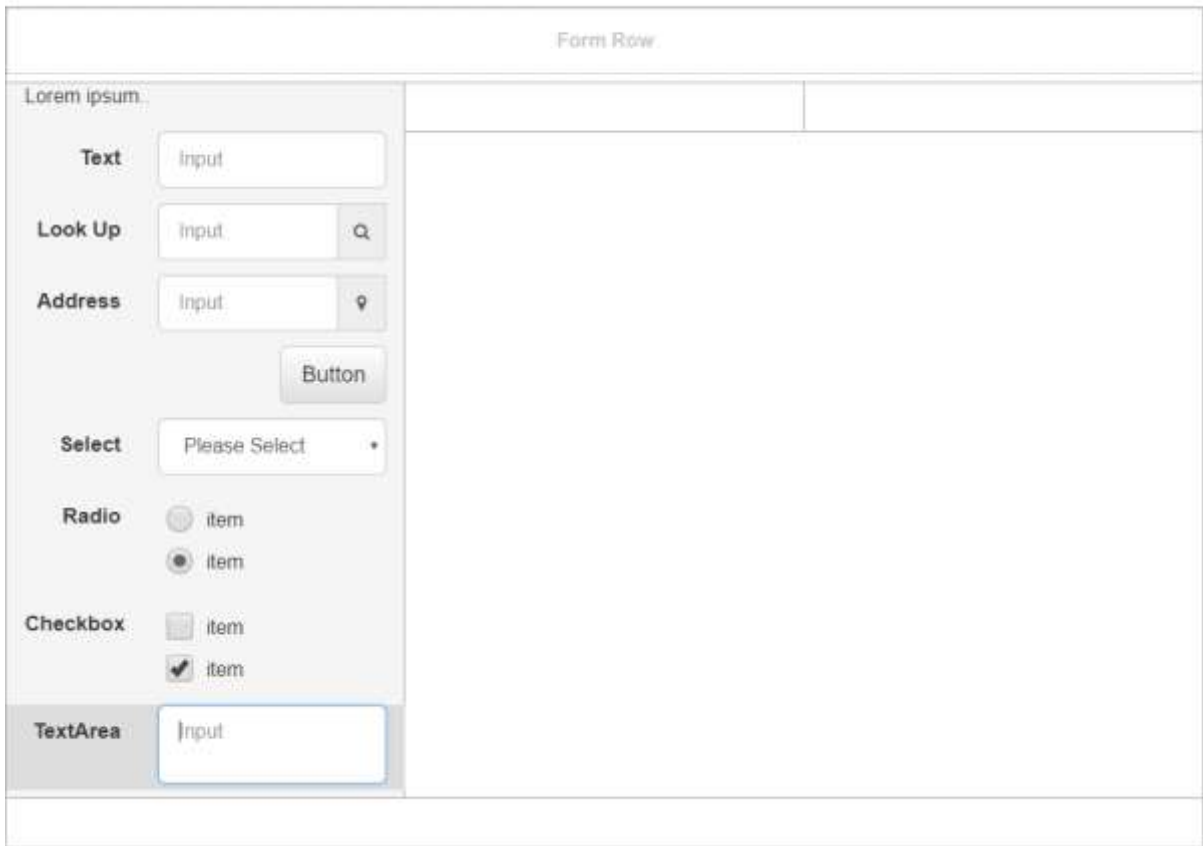 Form Row
Lorem ipsum..
Text Input
Look Up Input
Address Input
Button
Select Please Select
Radio item
item
Checkbox item
item
TextArea Input